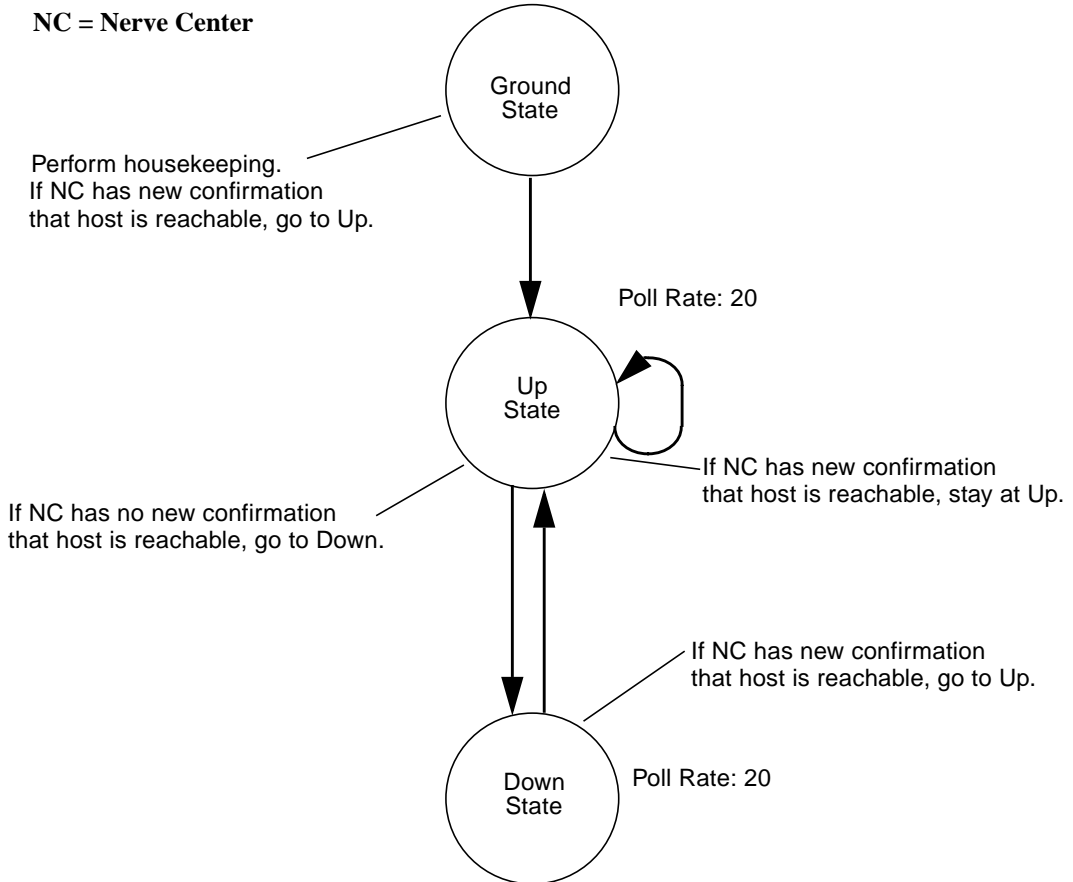 NC = Nerve Center
Ground
State
Perform housekeeping.
If NC has new confirmation
that host is reachable, go to Up.
Poll Rate: 20
Up
State
If NC has new confirmation
that host is reachable, stay at Up.
If NC has no new confirmation
that host is reachable, go to Down.
If NC has new confirmation
that host is reachable, go to Up.
Down
State
Poll Rate: 20